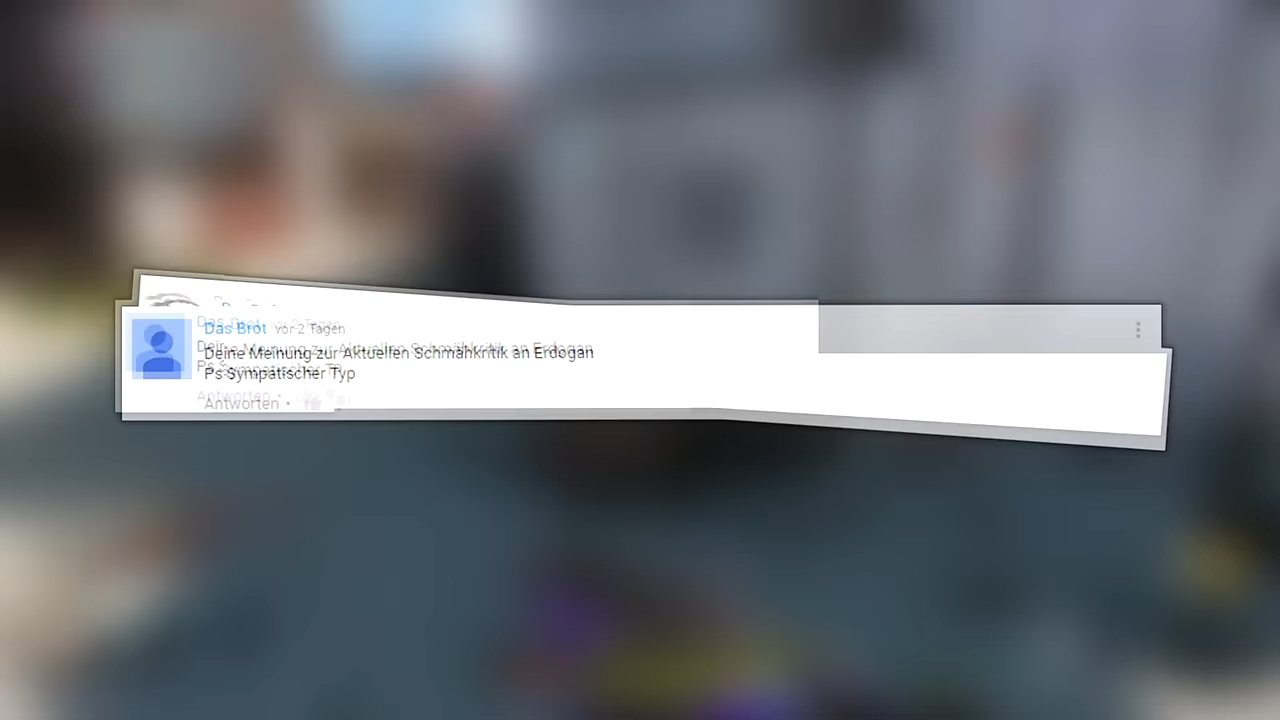 Das Brot vor 2 Tagen
Deine Meinung zur Aktuellen Schmähkritik an Erdogan
Ps Sympatischer Typ
Antworten •